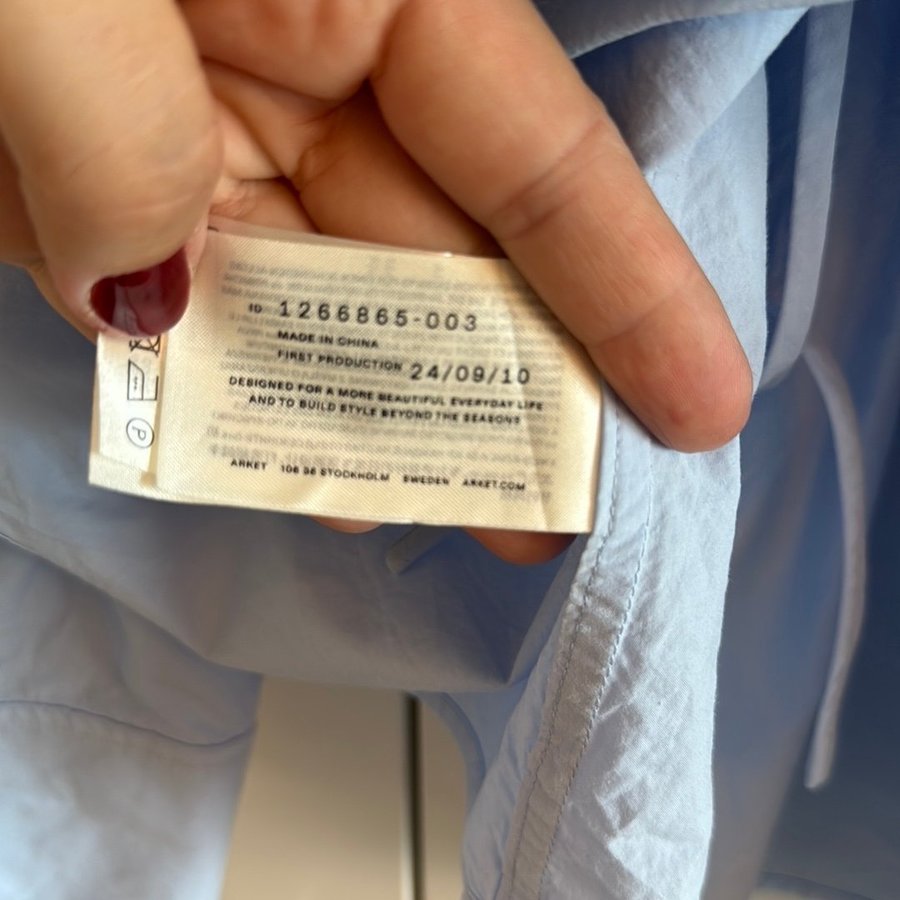 ID 1266865-003
MADE IN CHINA
FIRST PRODUCTION 24/09/10
DESIGNED FOR A MORE BEAUTIFUL EVERYDAY LIFE
AND TO BUILD STYLE BEYOND THE SEASONS
ARKET 106 38 STOCKHOLM SWEDEN ARKET.COM
P